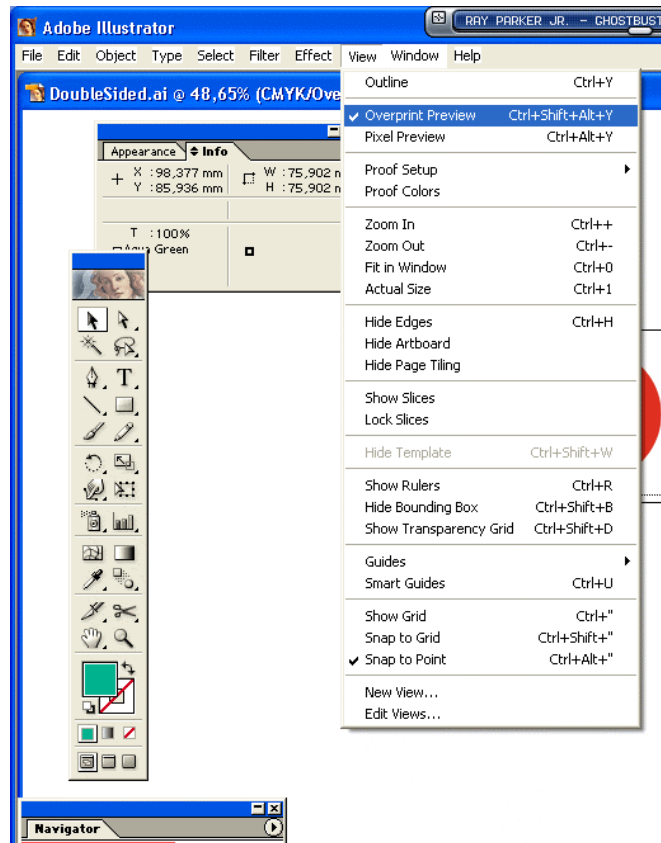 Adobe Illustrator
RAY PARKER JR. - GHOSTBUST
File Edit Object Type Select Filter Effect View Window Help
DoubleSided.ai @ 48,65% (CMYK/Ove
Outline Ctrl+Y
Overprint Preview Ctrl+Shift+Alt+Y
Pixel Preview Ctrl+Alt+Y
Proof Setup
Proof Colors
Zoom In Ctrl++
Zoom Out Ctrl+-
Fit in Window Ctrl+0
Actual Size Ctrl+1
Hide Edges Ctrl+H
Hide Artboard
Hide Page Tiling
Show Slices
Lock Slices
Hide Template Ctrl+Shift+W
Show Rulers Ctrl+R
Hide Bounding Box Ctrl+Shift+B
Show Transparency Grid Ctrl+Shift+D
Guides
Smart Guides Ctrl+U
Show Grid Ctrl+"
Snap to Grid Ctrl+Shift+"
Snap to Point Ctrl+Alt+"
New View...
Edit Views...
Appearance Info
X :98,377 mm W :75,902 m
Y :85,936 mm H :75,902 m
T :100%
Aqua Green
T
Navigator